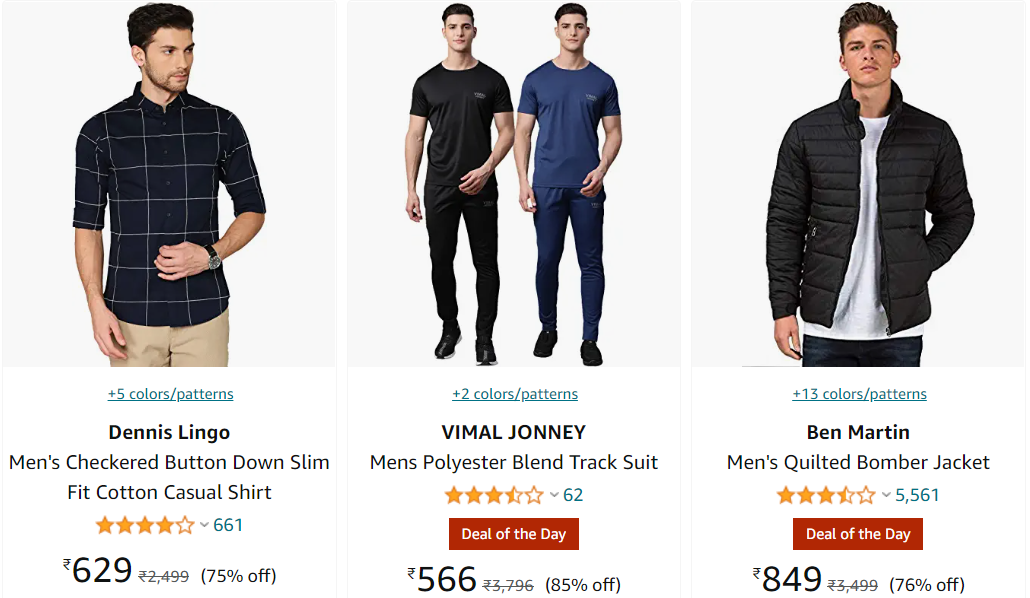 +5 colors/patterns
Dennis Lingo
Men's Checkered Button Down Slim
Fit Cotton Casual Shirt
661
₹629 ₹2,499 (75% off)
+2 colors/patterns
VIMAL JONNEY
Mens Polyester Blend Track Suit
62
Deal of the Day
₹566 ₹3,796 (85% off)
+13 colors/patterns
Ben Martin
Men's Quilted Bomber Jacket
5,561
Deal of the Day
₹849 ₹3,499 (76% off)